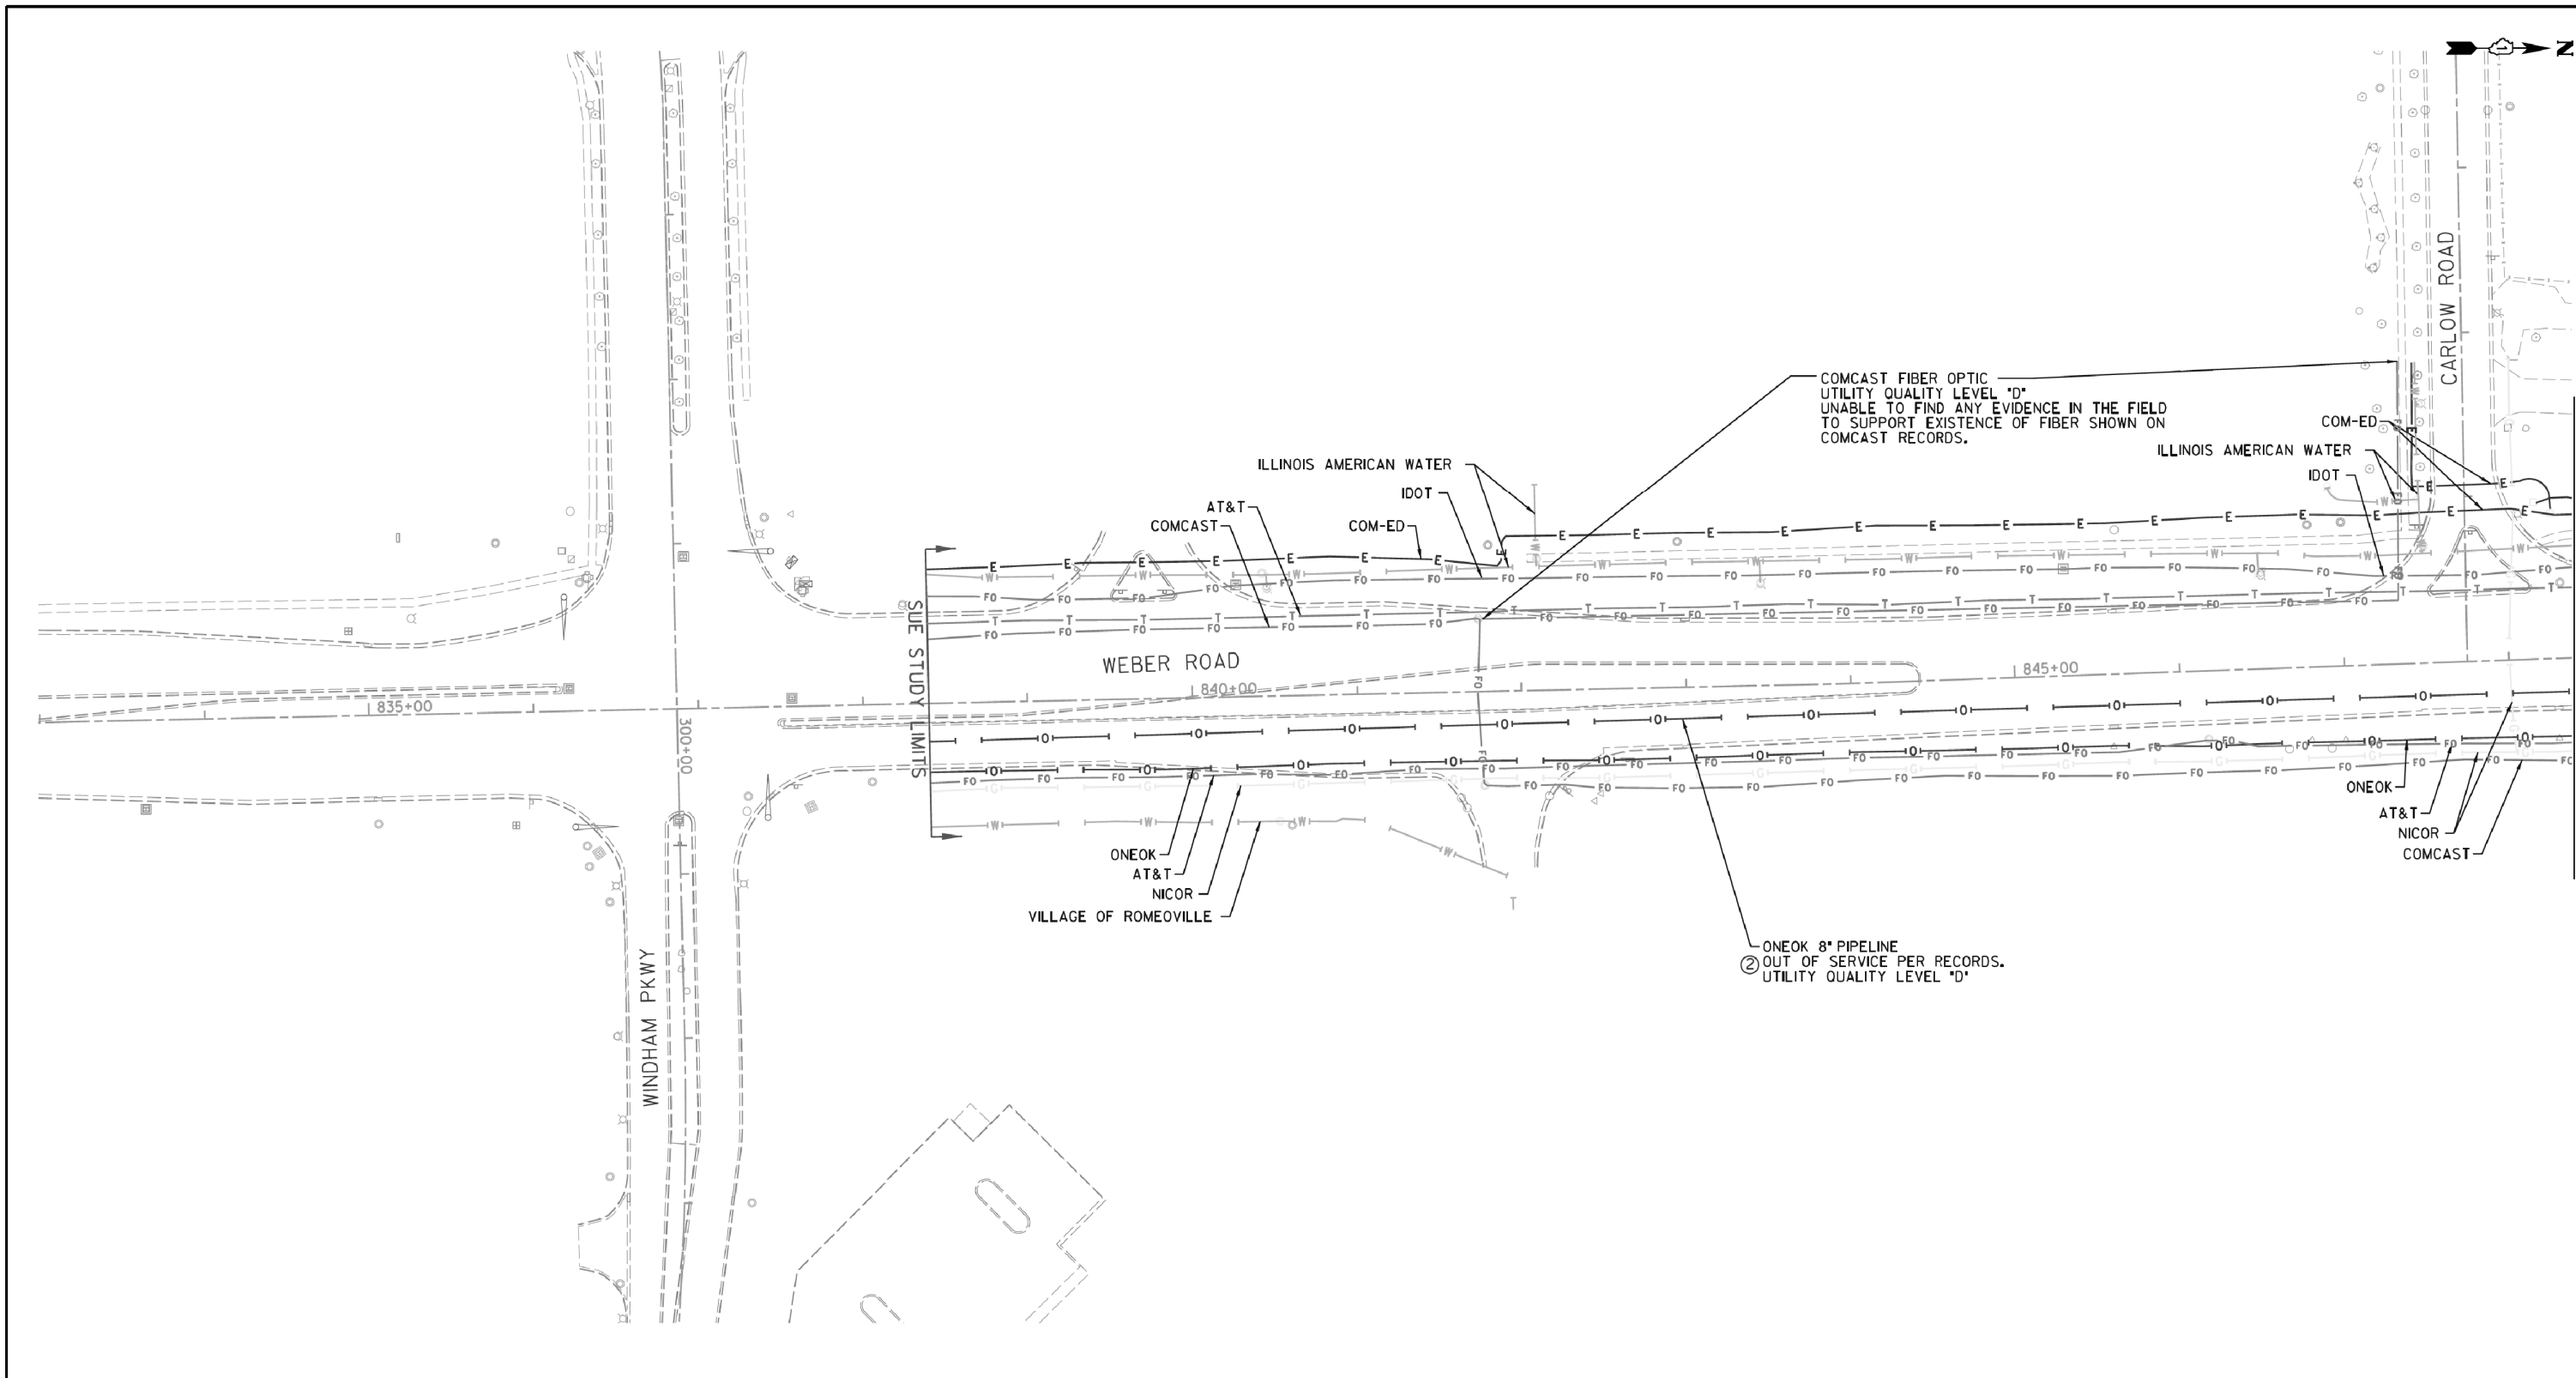 N
1
CARLOW ROAD
COMCAST FIBER OPTIC
UTILITY QUALITY LEVEL "D"
UNABLE TO FIND ANY EVIDENCE IN THE FIELD
TO SUPPORT EXISTENCE OF FIBER SHOWN ON
COMCAST RECORDS.
COM-ED
ILLINOIS AMERICAN WATER
IDOT
ILLINOIS AMERICAN WATER
IDOT
AT&T
COMCAST
COM-ED
SUE STUDY LIMITS
WEBER ROAD
835+00
840+00
845+00
300+00
ONEOK
AT&T
NICOR
VILLAGE OF ROMEOVILLE
ONEOK
AT&T
NICOR
COMCAST
ONEOK 8" PIPELINE
2 OUT OF SERVICE PER RECORDS.
UTILITY QUALITY LEVEL "D"
WINDHAM PKWY